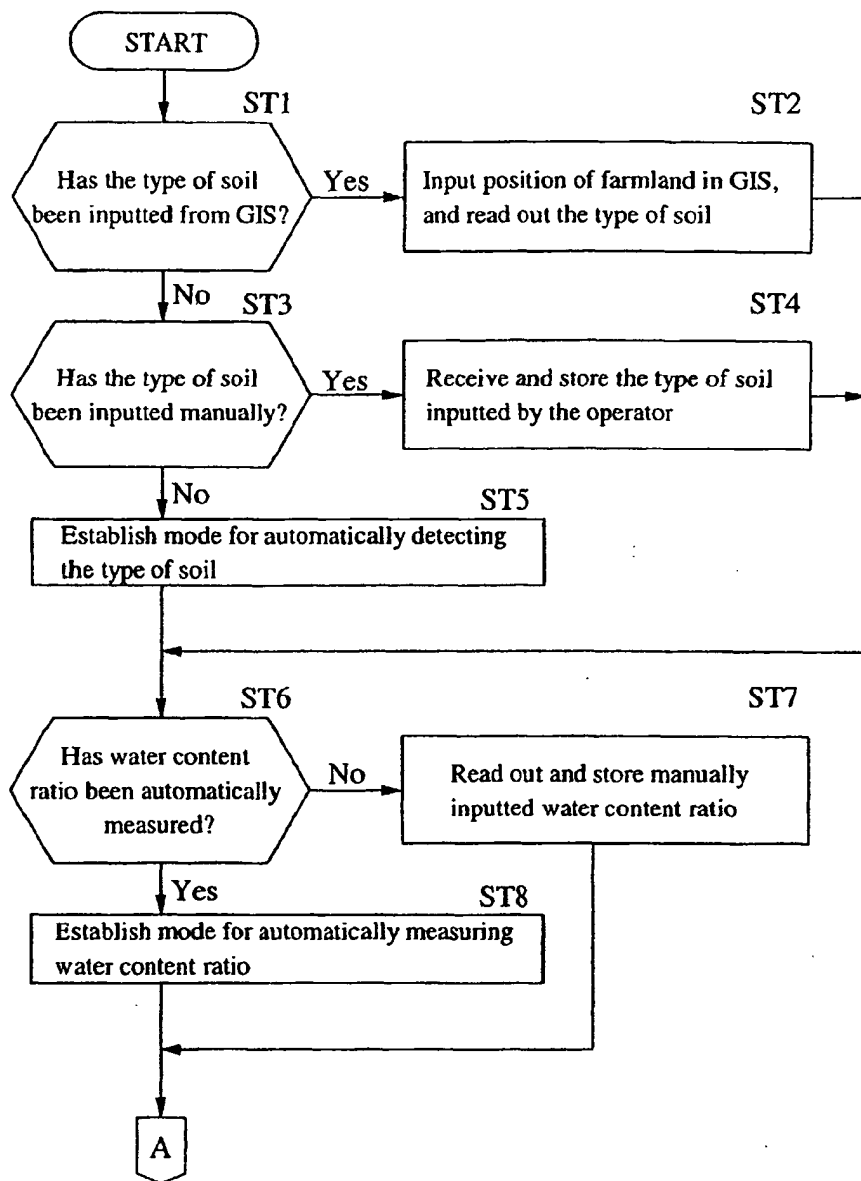 START
ST1
Has the type of soil
been inputted from GIS?
Yes
ST2
Input position of farmland in GIS,
and read out the type of soil
No
ST3
Has the type of soil
been inputted manually?
Yes
ST4
Receive and store the type of soil
inputted by the operator
No
ST5
Establish mode for automatically detecting
the type of soil
ST6
Has water content
ratio been automatically
measured?
No
ST7
Read out and store manually
inputted water content ratio
Yes
ST8
Establish mode for automatically measuring
water content ratio
A